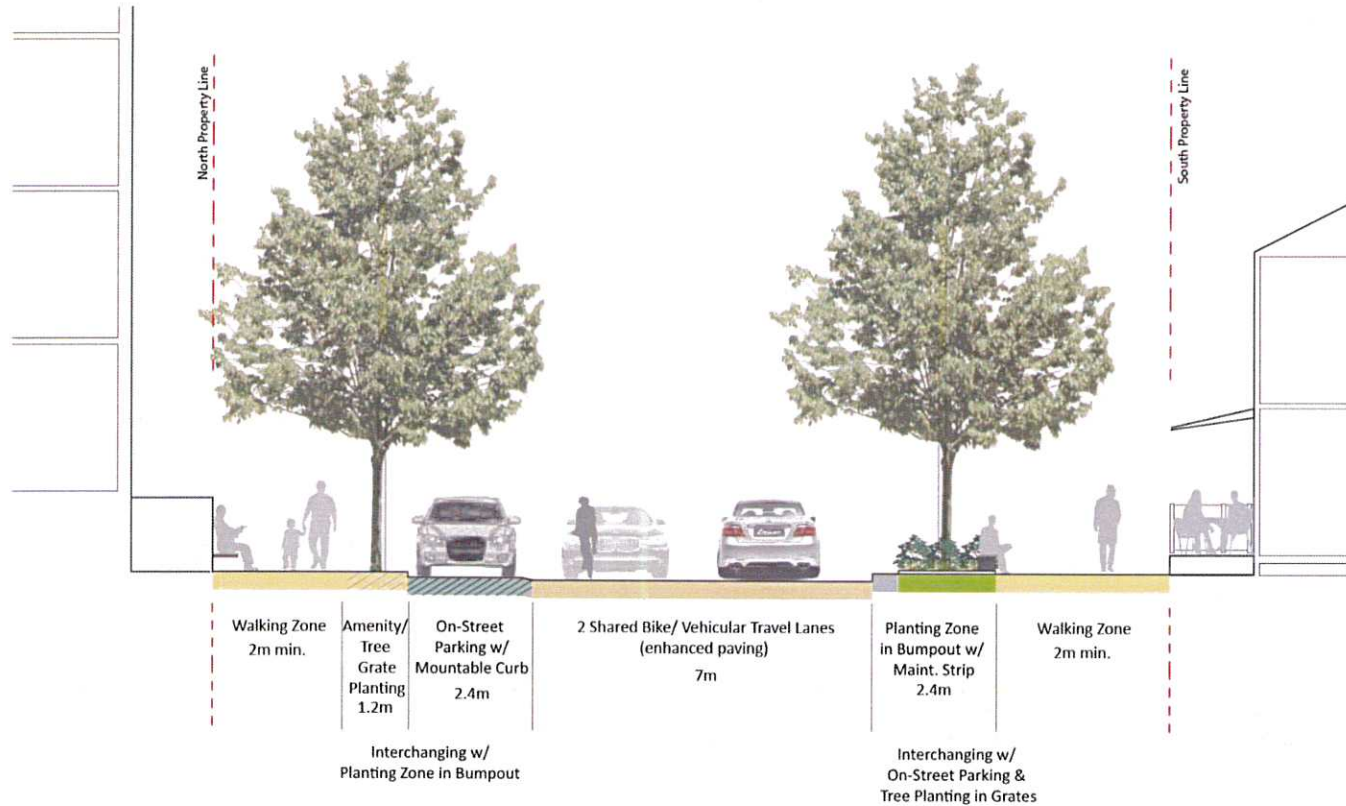 North Property Line
South Property Line
Walking Zone
2m min.
Amenity/
Tree
Grate
Planting
1.2m
On-Street
Parking w/
Mountable Curb
2.4m
2 Shared Bike/ Vehicular Travel Lanes
(enhanced paving)
7m
Planting Zone
in Bumpout w/
Maint. Strip
2.4m
Walking Zone
2m min.
Interchanging w/
Planting Zone in Bumpout
Interchanging w/
On-Street Parking &
Tree Planting in Grates